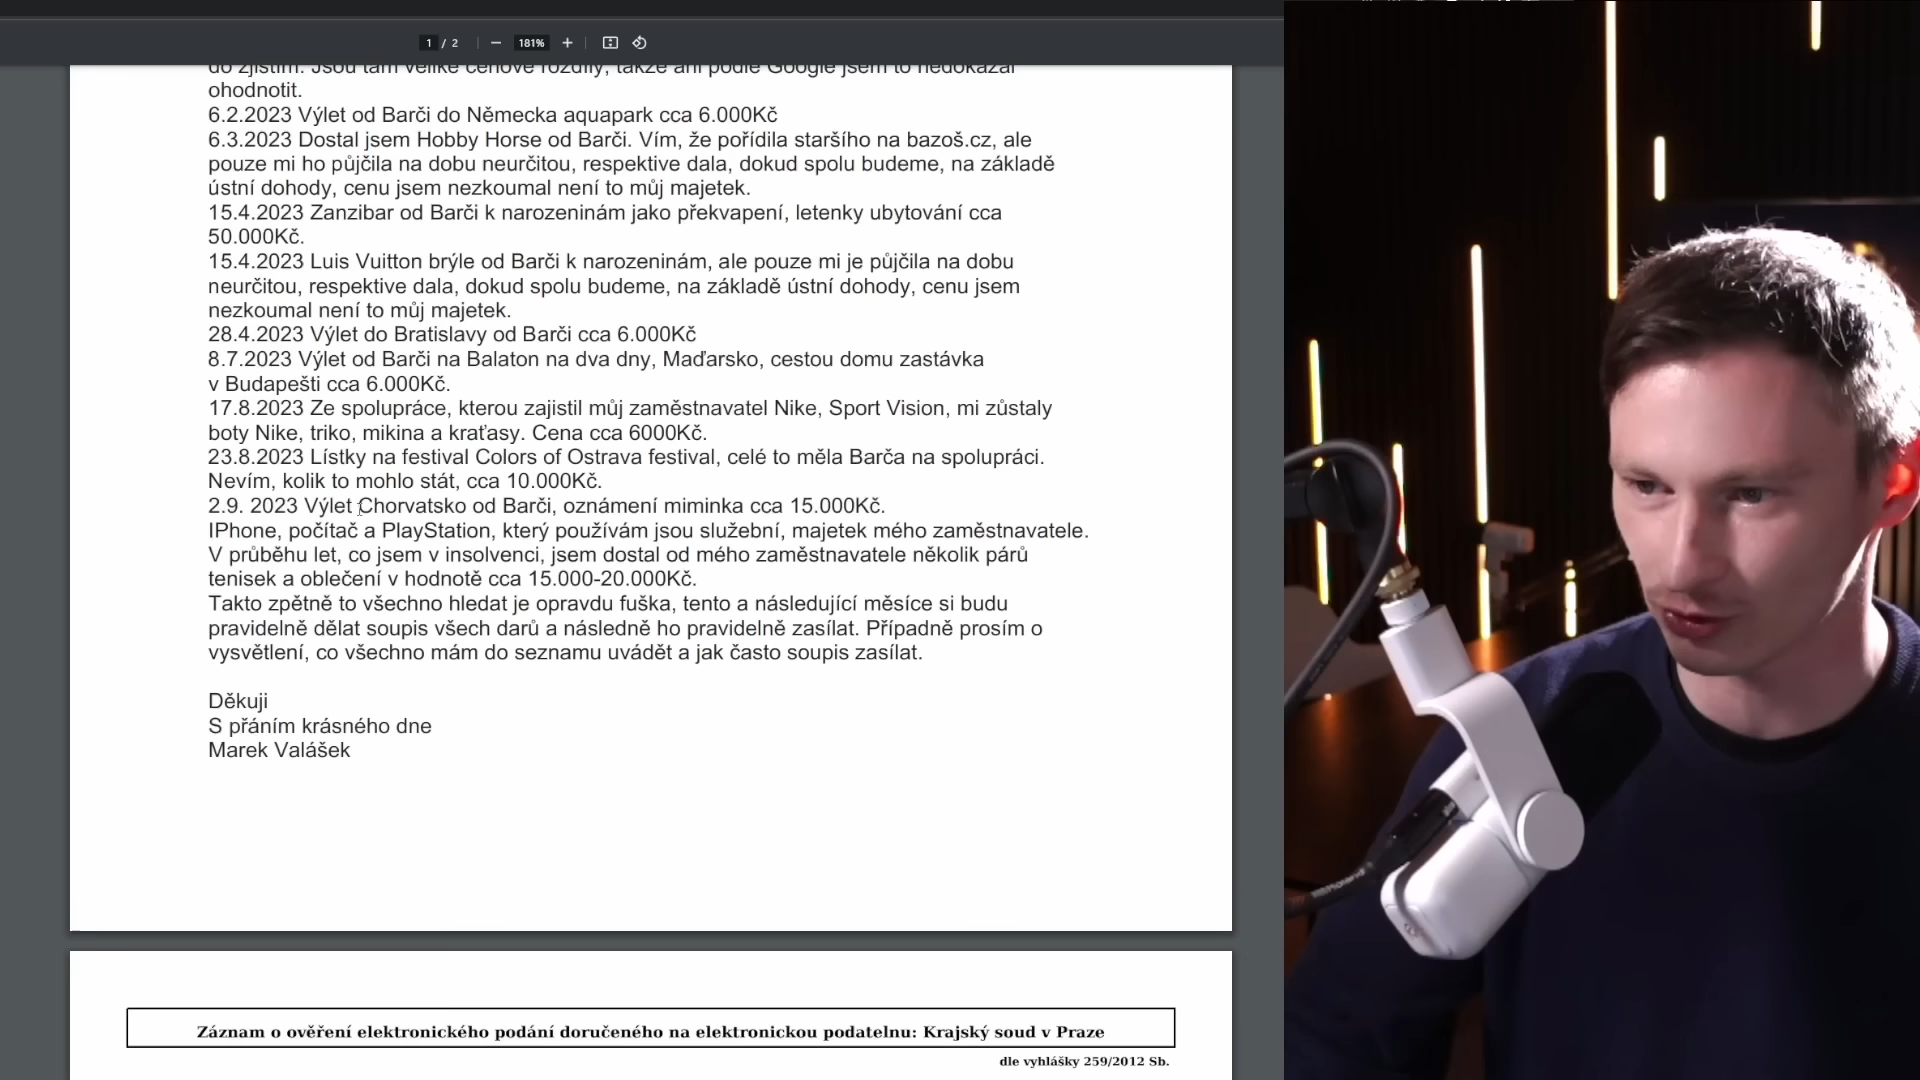 1 / 2 − 181% +
do zjistím. Jsou tam veliké cenové rozdíly, takže ani podle Google jsem to nedokázal
ohodnotit.
6.2.2023 Výlet od Barči do Německa aquapark cca 6.000Kč
6.3.2023 Dostal jsem Hobby Horse od Barči. Vím, že pořídila staršího na bazoš.cz, ale
pouze mi ho půjčila na dobu neurčitou, respektive dala, dokud spolu budeme, na základě
ústní dohody, cenu jsem nezkoumal není to můj majetek.
15.4.2023 Zanzibar od Barči k narozeninám jako překvapení, letenky ubytování cca
50.000Kč.
15.4.2023 Luis Vuitton brýle od Barči k narozeninám, ale pouze mi je půjčila na dobu
neurčitou, respektive dala, dokud spolu budeme, na základě ústní dohody, cenu jsem
nezkoumal není to můj majetek.
28.4.2023 Výlet do Bratislavy od Barči cca 6.000Kč
8.7.2023 Výlet od Barči na Balaton na dva dny, Maďarsko, cestou domu zastávka
v Budapešti cca 6.000Kč.
17.8.2023 Ze spolupráce, kterou zajistil můj zaměstnavatel Nike, Sport Vision, mi zůstaly
boty Nike, triko, mikina a kraťasy. Cena cca 6000Kč.
23.8.2023 Lístky na festival Colors of Ostrava festival, celé to měla Barča na spolupráci.
Nevím, kolik to mohlo stát, cca 10.000Kč.
2.9. 2023 Výlet Chorvatsko od Barči, oznámení miminka cca 15.000Kč.
IPhone, počítač a PlayStation, který používám jsou služební, majetek mého zaměstnavatele.
V průběhu let, co jsem v insolvenci, jsem dostal od mého zaměstnavatele několik párů
tenisek a oblečení v hodnotě cca 15.000-20.000Kč.
Takto zpětně to všechno hledat je opravdu fuška, tento a následující měsíce si budu
pravidelně dělat soupis všech darů a následně ho pravidelně zasílat. Případně prosím o
vysvětlení, co všechno mám do seznamu uvádět a jak často soupis zasílat.
Děkuji
S přáním krásného dne
Marek Valášek
Záznam o ověření elektronického podání doručeného na elektronickou podatelnu: Krajský soud v Praze
dle vyhlášky 259/2012 Sb.